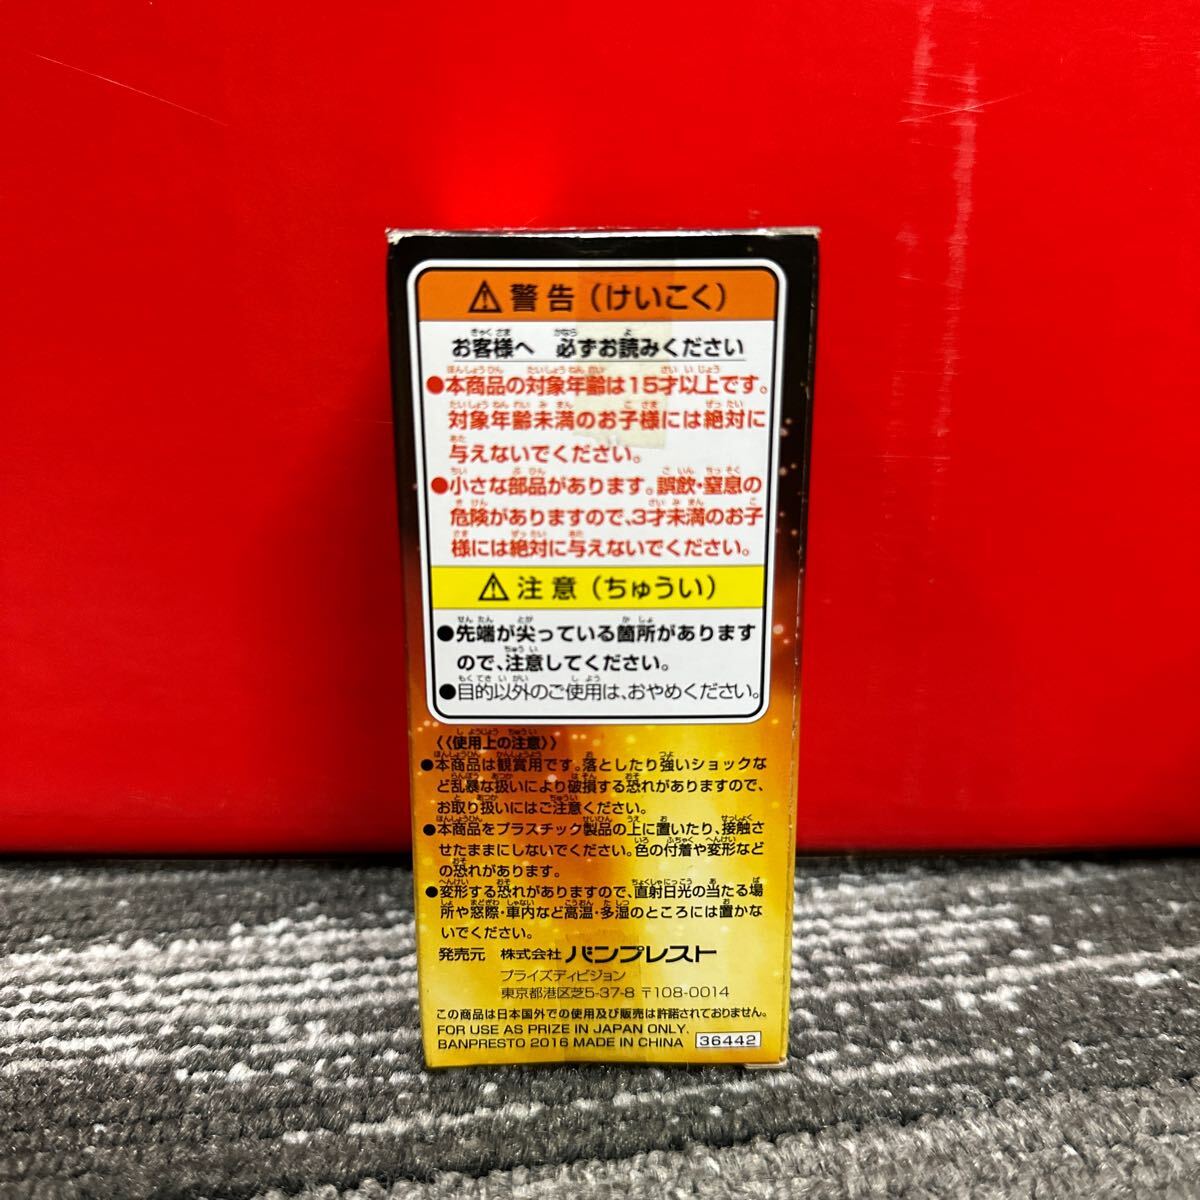 警告（けいこく）
お客様へ 必ずお読みください
●本商品の対象年齢は15才以上です。
対象年齢未満のお子様には絶対に
与えないでください。
●小さな部品があります。誤飲・窒息の
危険がありますので、3才未満のお子
様には絶対に与えないでください。
注意（ちゅうい）
●先端が尖っている箇所があります
ので、注意してください。
●目的以外のご使用は、おやめください。
《使用上の注意》
●本商品は観賞用です。落としたり強いショックな
ど乱暴な扱いにより破損する恐れがありますので、
お取り扱いにはご注意ください。
●本商品をプラスチック製品の上に置いたり、接触さ
せたままにしないでください。色の付着や変形など
の恐れがあります。
●変形する恐れがありますので、直射日光の当たる場
所や窓際・車内など高温・多湿のところには置かな
いでください。
発売元 株式会社バンプレスト
プライズディビジョン
東京都港区芝5-37-8 〒108-0014
この商品は日本国外での使用及び販売は許諾されておりません。
FOR USE AS PRIZE IN JAPAN ONLY.
BANPRESTO 2016 MADE IN CHINA 36442